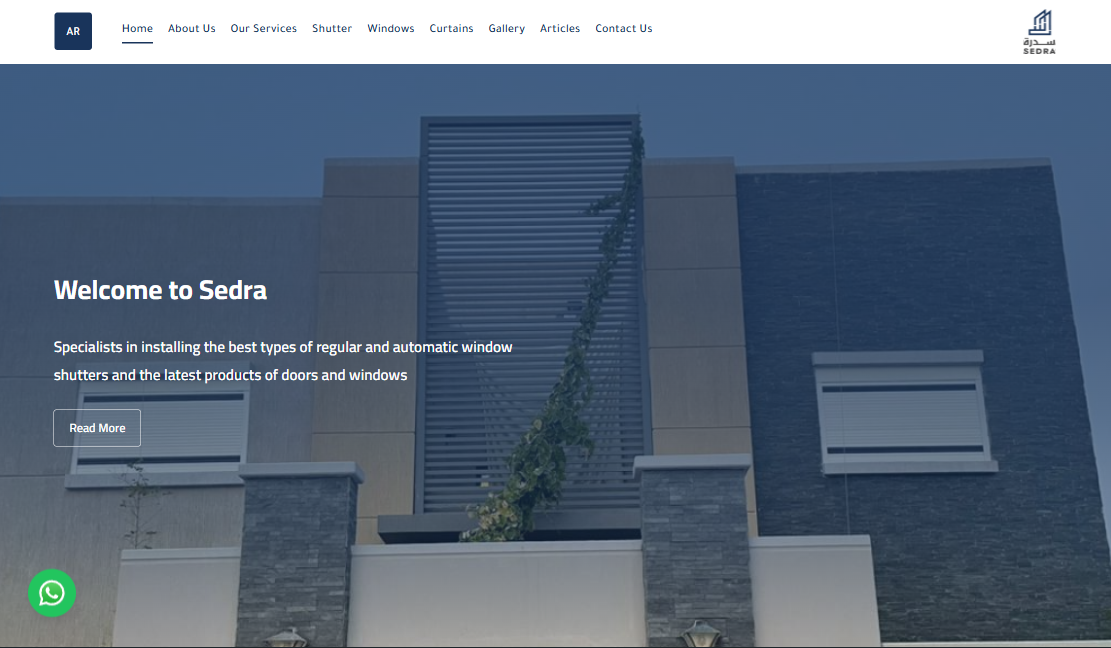 AR
Home
About Us
Our Services
Shutter
Windows
Curtains
Gallery
Articles
Contact Us
سدرة
SEDRA
Welcome to Sedra
Specialists in installing the best types of regular and automatic window
shutters and the latest products of doors and windows
Read More